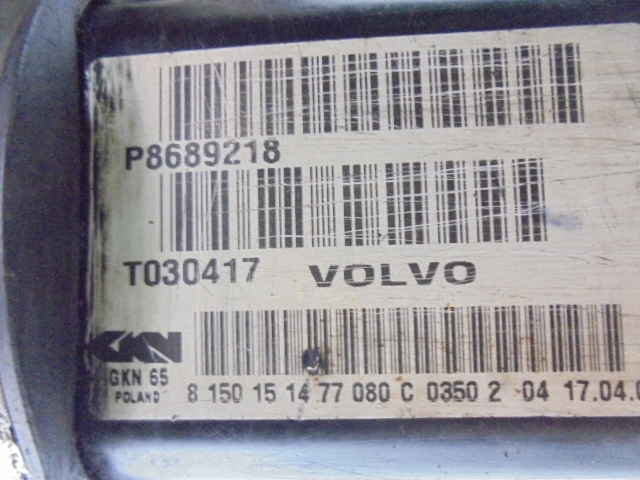 P8689218
T030417 VOLVO
GKN
GKN 65
POLAND
8 150 15 14 77 080 C 0350 2 04 17.04.0